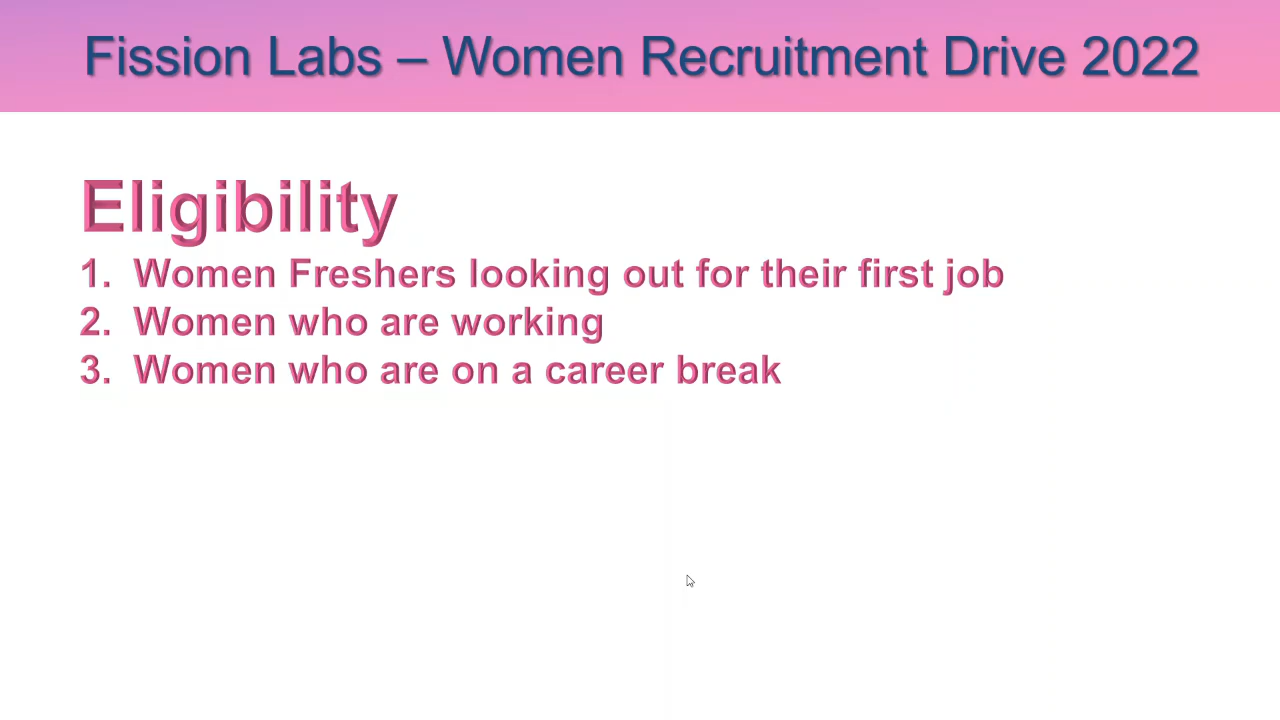 Fission Labs – Women Recruitment Drive 2022
Eligibility
1. Women Freshers looking out for their first job
2. Women who are working
3. Women who are on a career break